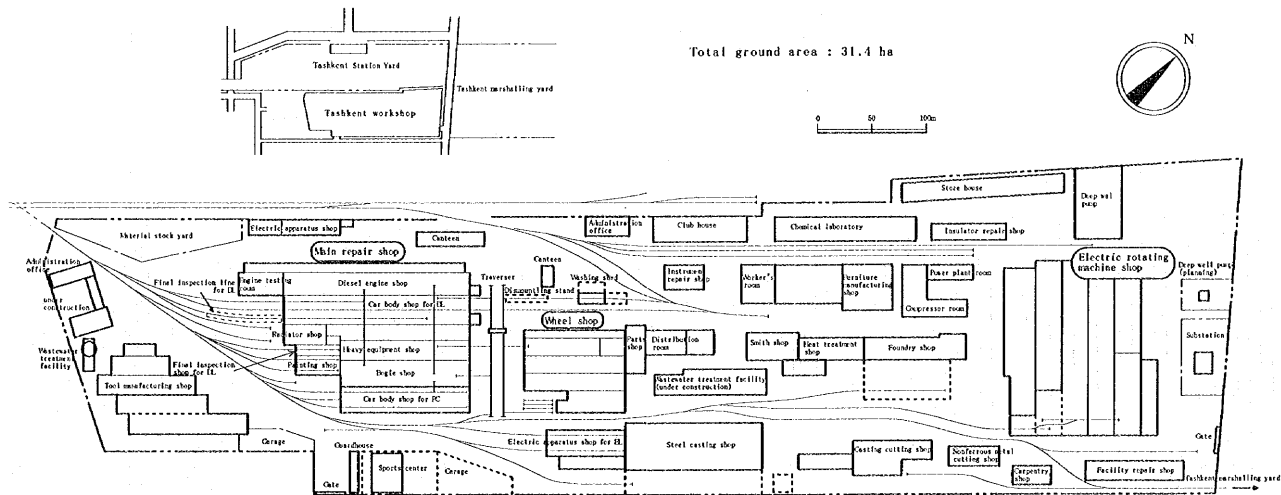 Total ground area : 31.4 ha
N
Tashkent Station Yard
Tashkent marshalling yard
Tashkent workshop
0 50 100m
Store house
Deep well
pump
Material stock yard
Electric apparatus shop
Canteen
Administration
office
Club house
Chemical laboratory
Insulator repair shop
Administration
office
under
construction
Main repair shop
Electric rotating
machine shop
Deep well pump
(planning)
Final inspection line
for DL
Engine testing
room
Diesel engine shop
Traverser
Canteen
Washing shed
Dismounting stand
Instrument
repair shop
Worker's
room
Furniture
manufacturing
shop
Power plant room
Compressor room
Car body shop for EL
Radiator shop
Wheel shop
Heavy equipment shop
Parts
shop
Distribution
room
Smith shop
Heat treatment
shop
Foundry shop
Substation
Wastewater
treatment
facility
Final inspection
shop for EL
Painting shop
Bogie shop
Tool manufacturing shop
Wastewater treatment facility
(under construction)
Car body shop for PC
Garage
Guardhouse
Electric apparatus shop for EL
Steel casting shop
Casting cutting shop
Nonferrous metal
cutting shop
Gate
Sports center
Garage
Gate
Carpentry
shop
Facility repair shop
Tashkent marshalling yard